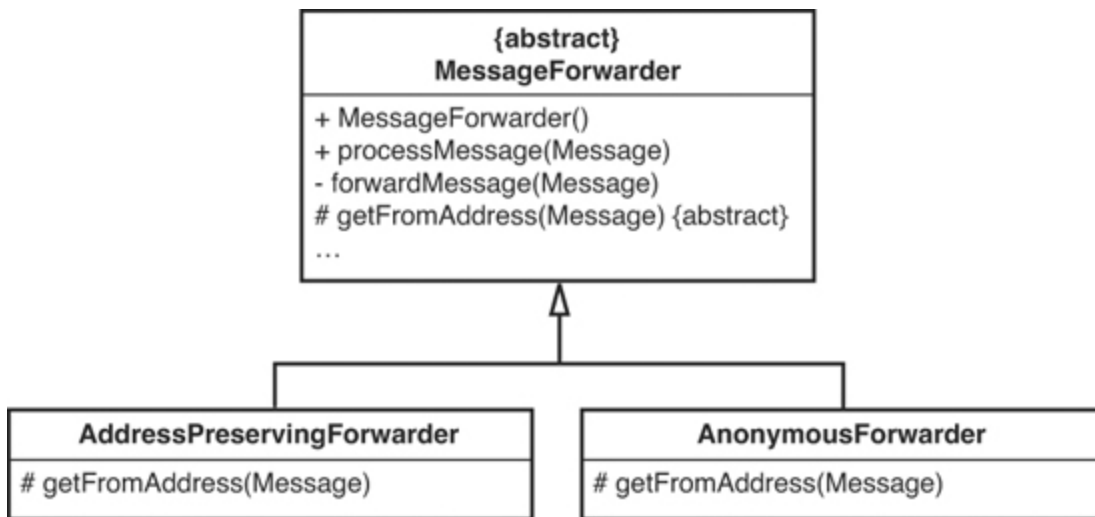 {abstract}
MessageForwarder
+ MessageForwarder()
+ processMessage(Message)
- forwardMessage(Message)
# getFromAddress(Message) {abstract}
...
AddressPreservingForwarder
# getFromAddress(Message)
AnonymousForwarder
# getFromAddress(Message)